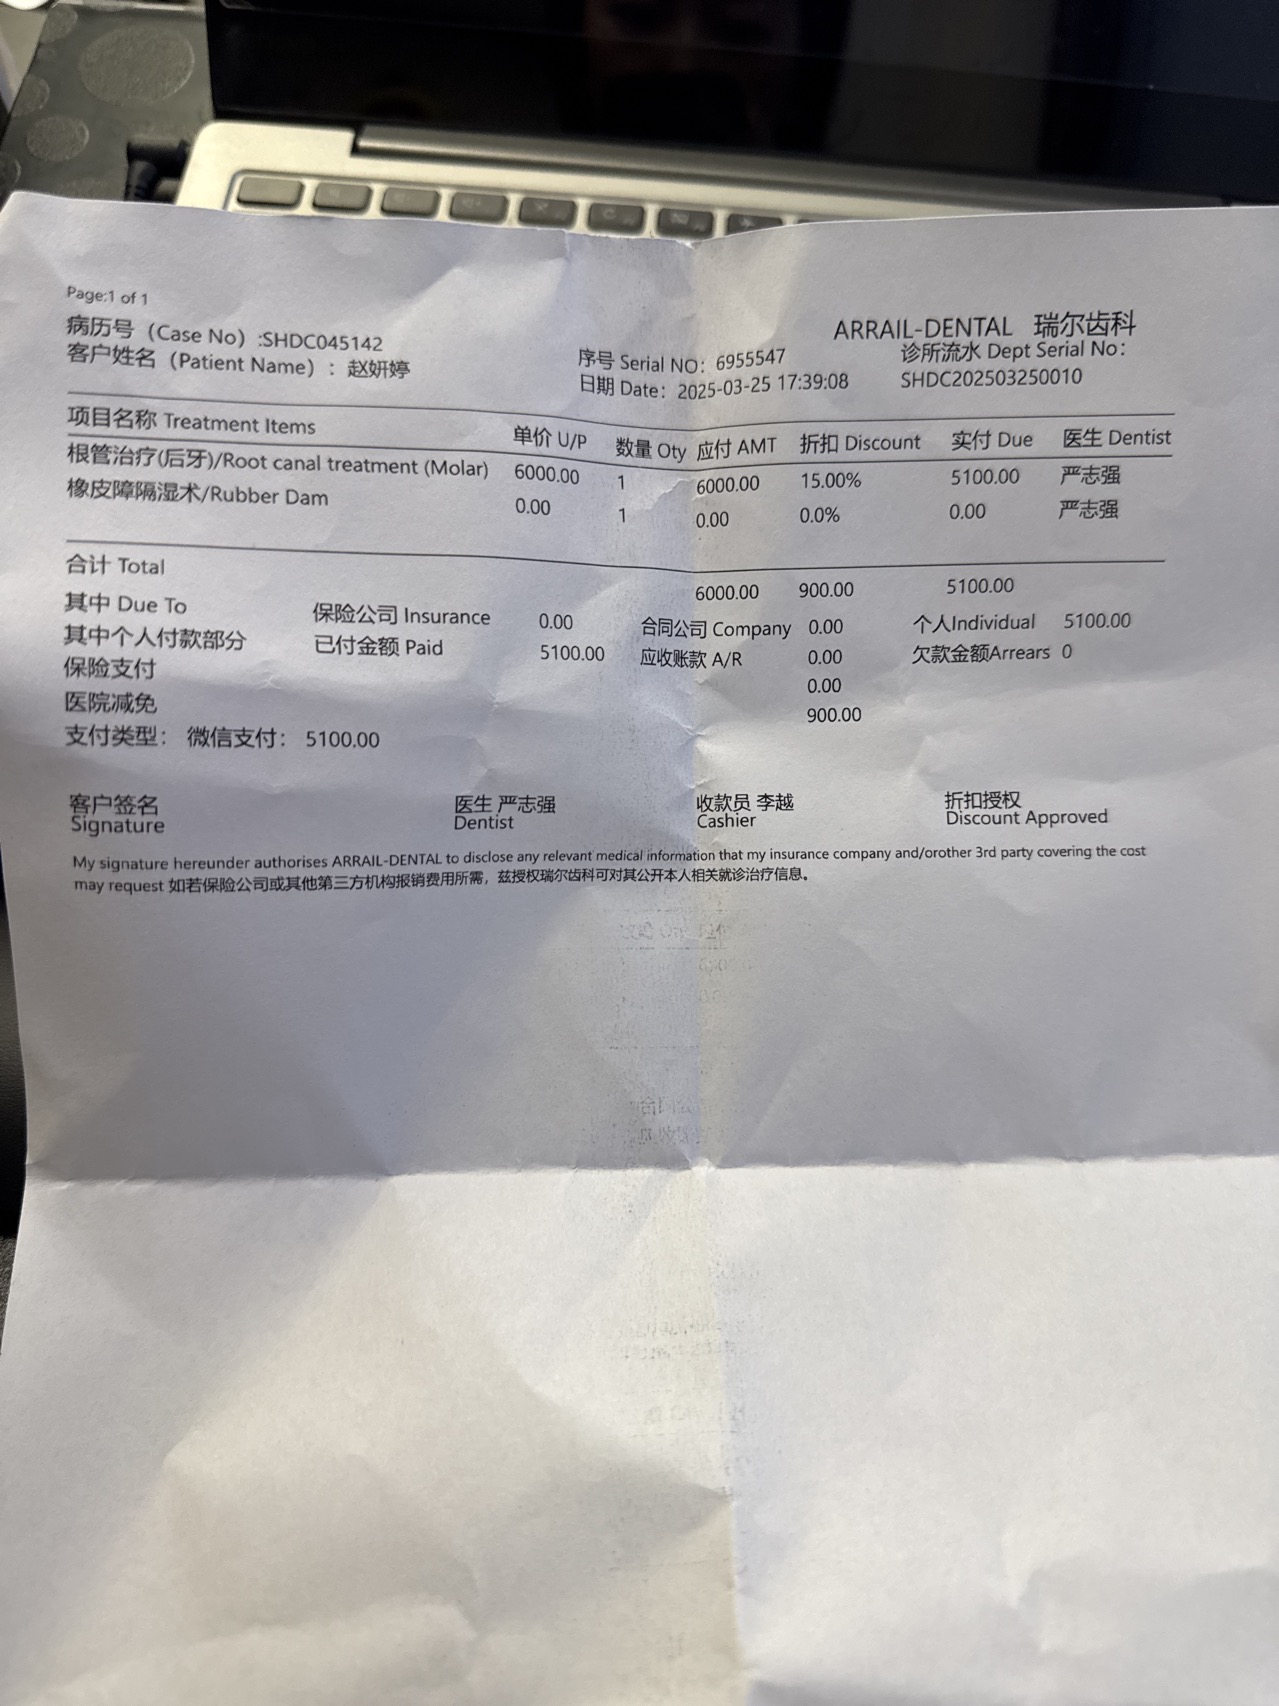 Page:1 of 1
ARRAIL-DENTAL 瑞尔齿科
病历号（Case No）:SHDC045142
序号 Serial NO：6955547
诊所流水 Dept Serial No：
客户姓名（Patient Name）：赵妍婷
日期 Date：2025-03-25 17:39:08
SHDC202503250010
项目名称 Treatment Items 单价 U/P 数量 Qty 应付 AMT 折扣 Discount 实付 Due 医生 Dentist
根管治疗(后牙)/Root canal treatment (Molar) 6000.00 1 6000.00 15.00% 5100.00 严志强
橡皮障隔湿术/Rubber Dam 0.00 1 0.00 0.0% 0.00 严志强
合计 Total 6000.00 900.00 5100.00
其中 Due To 保险公司 Insurance 0.00 合同公司 Company 0.00 个人Individual 5100.00
其中个人付款部分 已付金额 Paid 5100.00 应收账款 A/R 0.00 欠款金额Arrears 0
保险支付 0.00
医院减免 900.00
支付类型： 微信支付： 5100.00
客户签名 医生 严志强 收款员 李越 折扣授权
Signature Dentist Cashier Discount Approved
My signature hereunder authorises ARRAIL-DENTAL to disclose any relevant medical information that my insurance company and/orother 3rd party covering the cost
may request 如若保险公司或其他第三方机构报销费用所需，兹授权瑞尔齿科可对其公开本人相关就诊治疗信息。